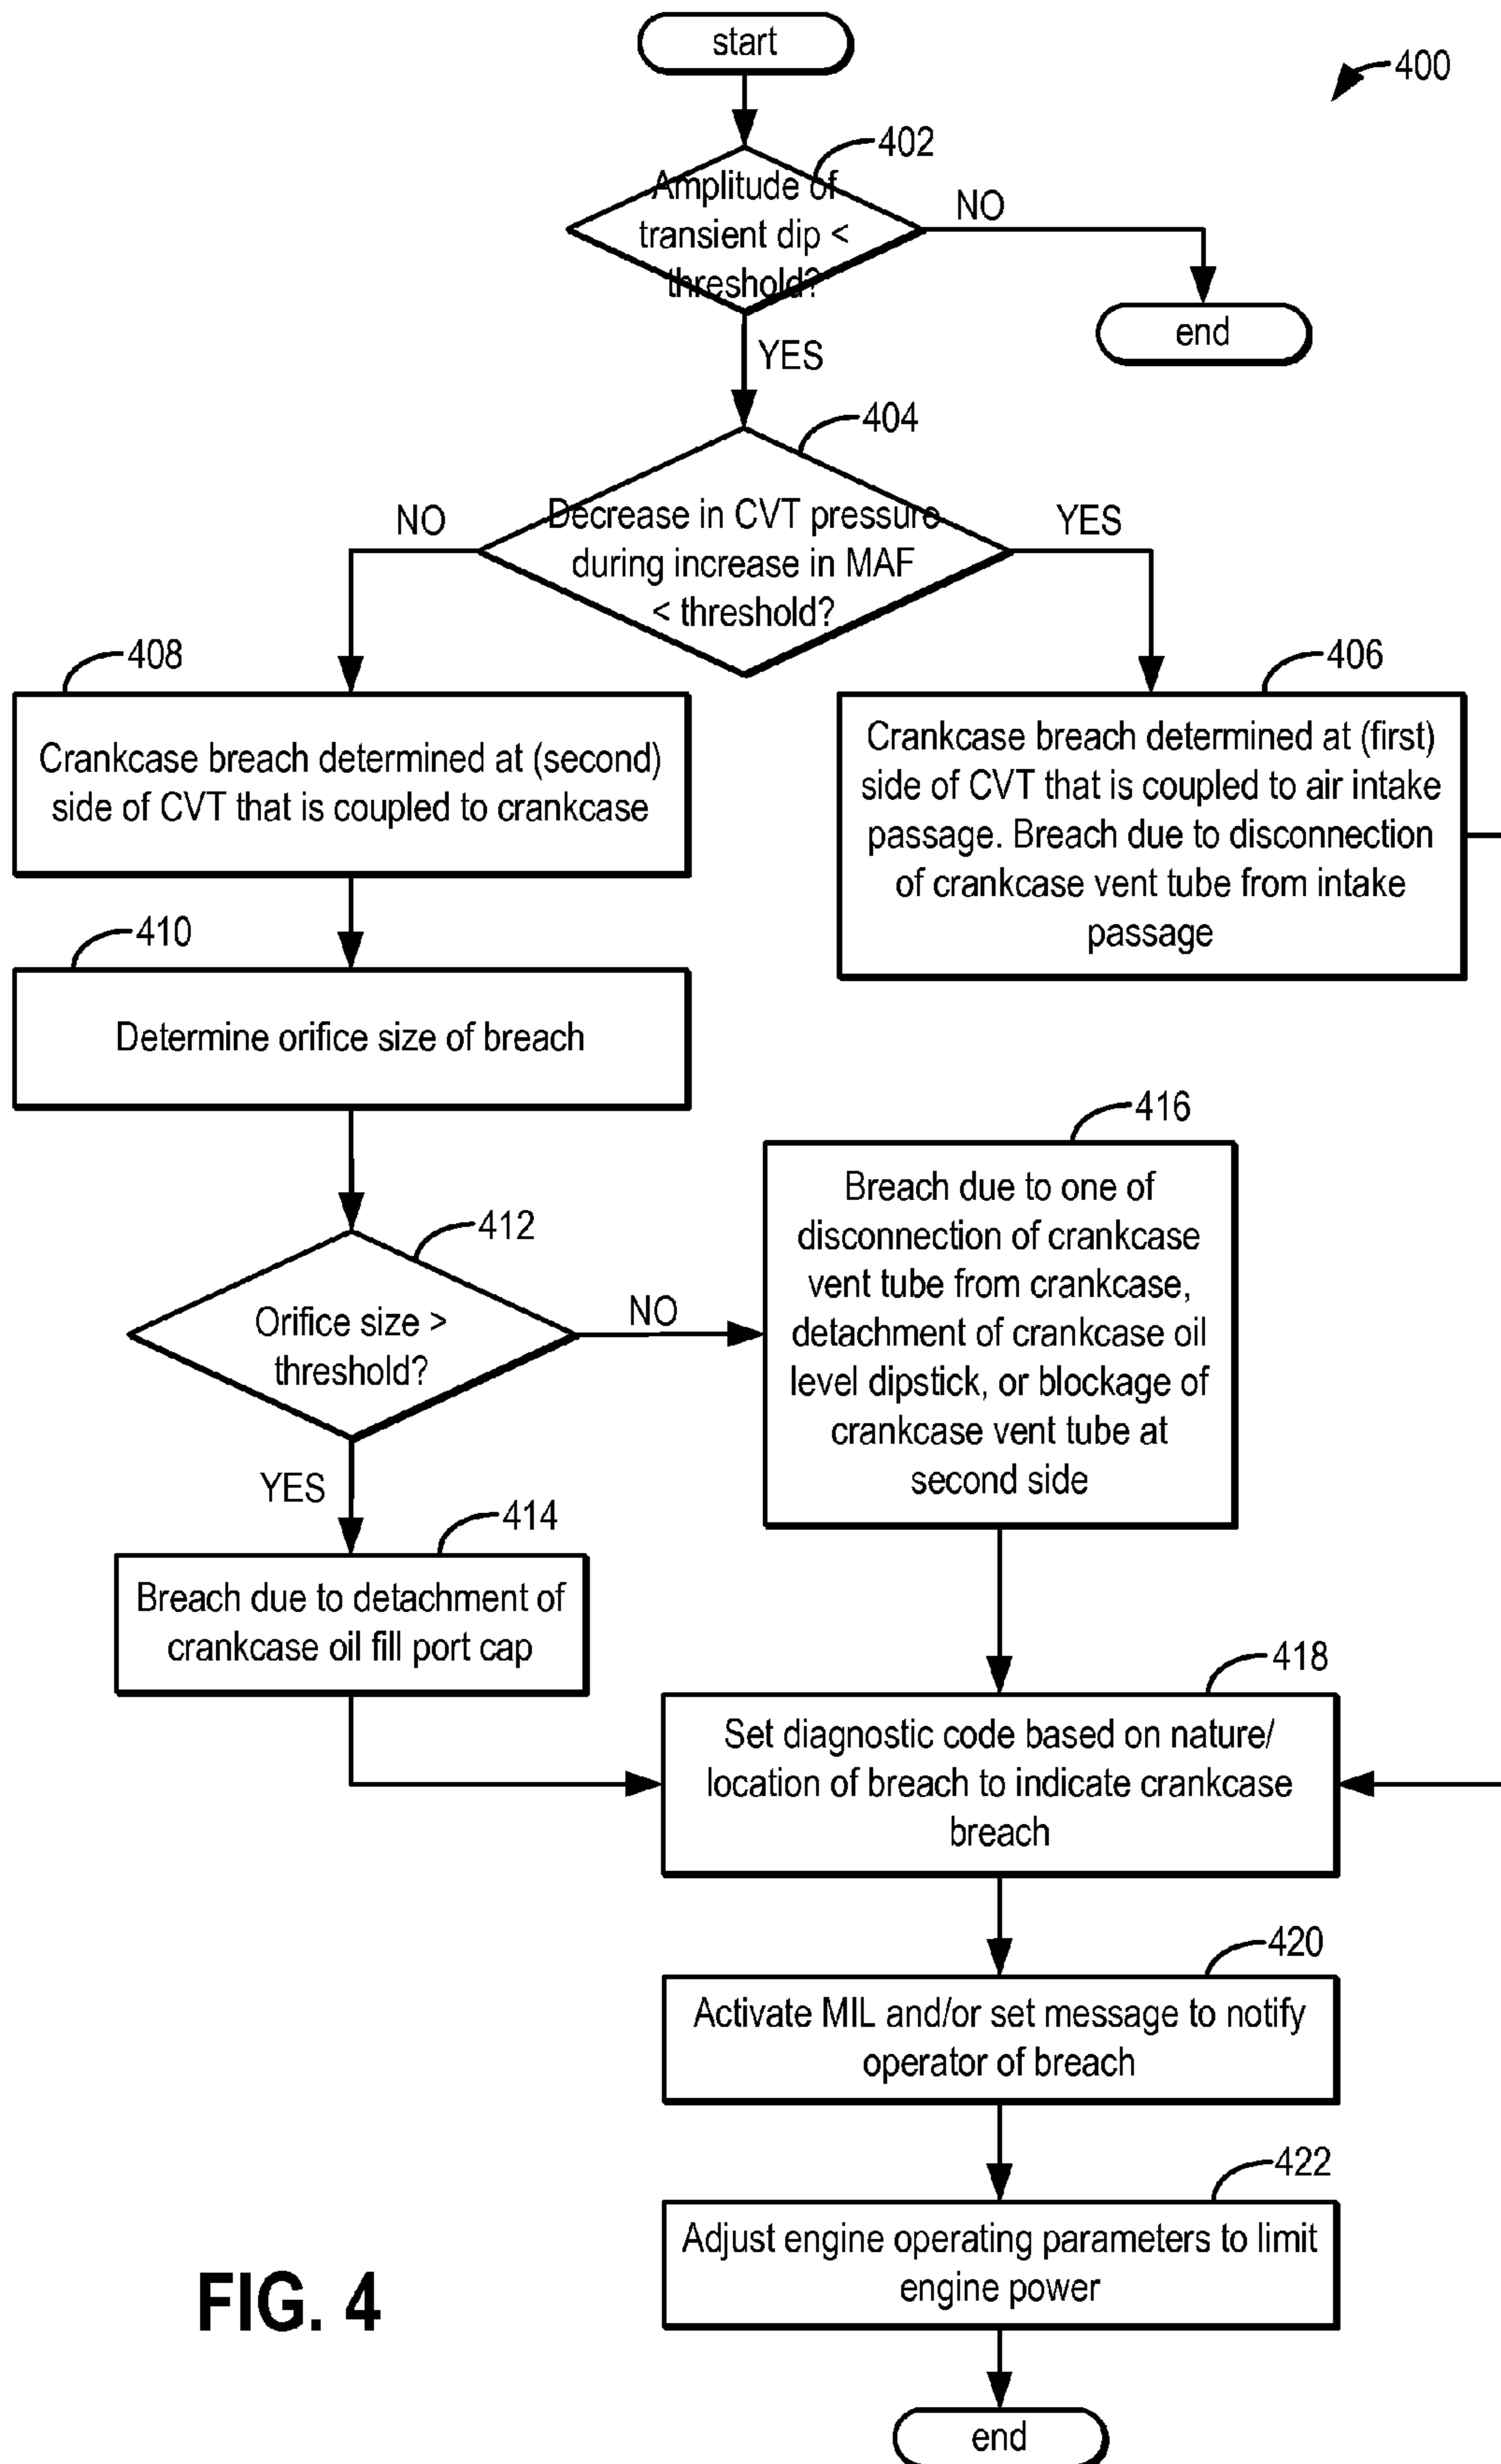 start
400
402
Amplitude of
transient dip <
threshold?
NO
end
YES
404
Decrease in CVT pressure
during increase in MAF
< threshold?
NO
YES
408
Crankcase breach determined at (second)
side of CVT that is coupled to crankcase
406
Crankcase breach determined at (first)
side of CVT that is coupled to air intake
passage. Breach due to disconnection
of crankcase vent tube from intake
passage
410
Determine orifice size of breach
412
Orifice size >
threshold?
NO
416
Breach due to one of
disconnection of crankcase
vent tube from crankcase,
detachment of crankcase oil
level dipstick, or blockage of
crankcase vent tube at
second side
YES
414
Breach due to detachment of
crankcase oil fill port cap
418
Set diagnostic code based on nature/
location of breach to indicate crankcase
breach
420
Activate MIL and/or set message to notify
operator of breach
422
Adjust engine operating parameters to limit
engine power
FIG. 4
end